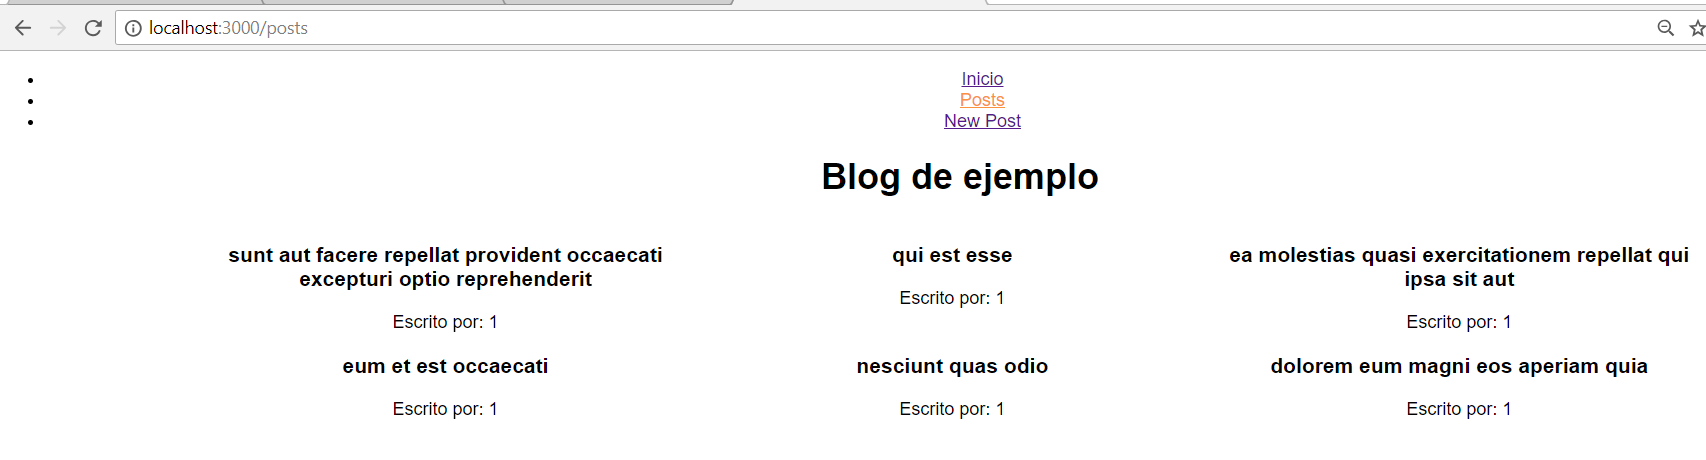 localhost:3000/posts
Inicio
Posts
New Post
Blog de ejemplo
sunt aut facere repellat provident occaecati
excepturi optio reprehenderit
Escrito por: 1
qui est esse
Escrito por: 1
ea molestias quasi exercitationem repellat qui
ipsa sit aut
Escrito por: 1
eum et est occaecati
Escrito por: 1
nesciunt quas odio
Escrito por: 1
dolorem eum magni eos aperiam quia
Escrito por: 1